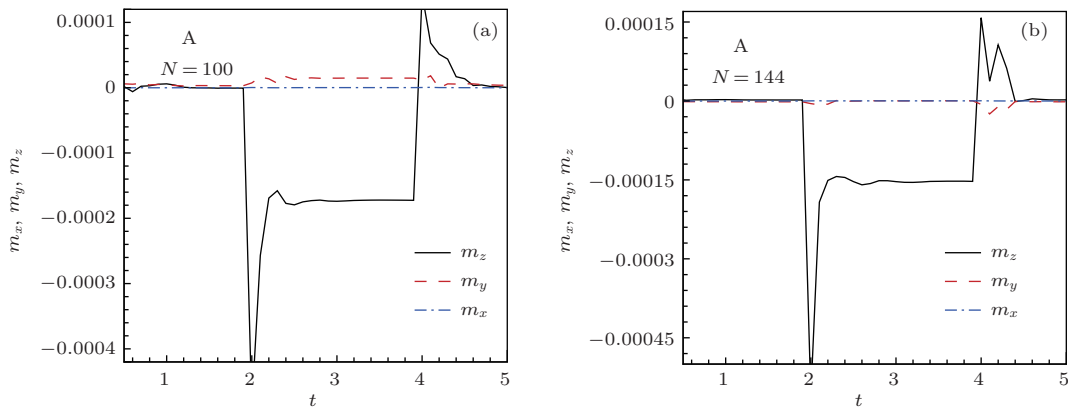 (a)
A
N = 100
0.0001
0
−0.0001
−0.0002
−0.0003
−0.0004
m_x, m_y, m_z
m_z
m_y
m_x
1 2 3 4 5
t
(b)
A
N = 144
0.00015
0
−0.00015
−0.0003
−0.00045
m_x, m_y, m_z
m_z
m_y
m_x
1 2 3 4 5
t